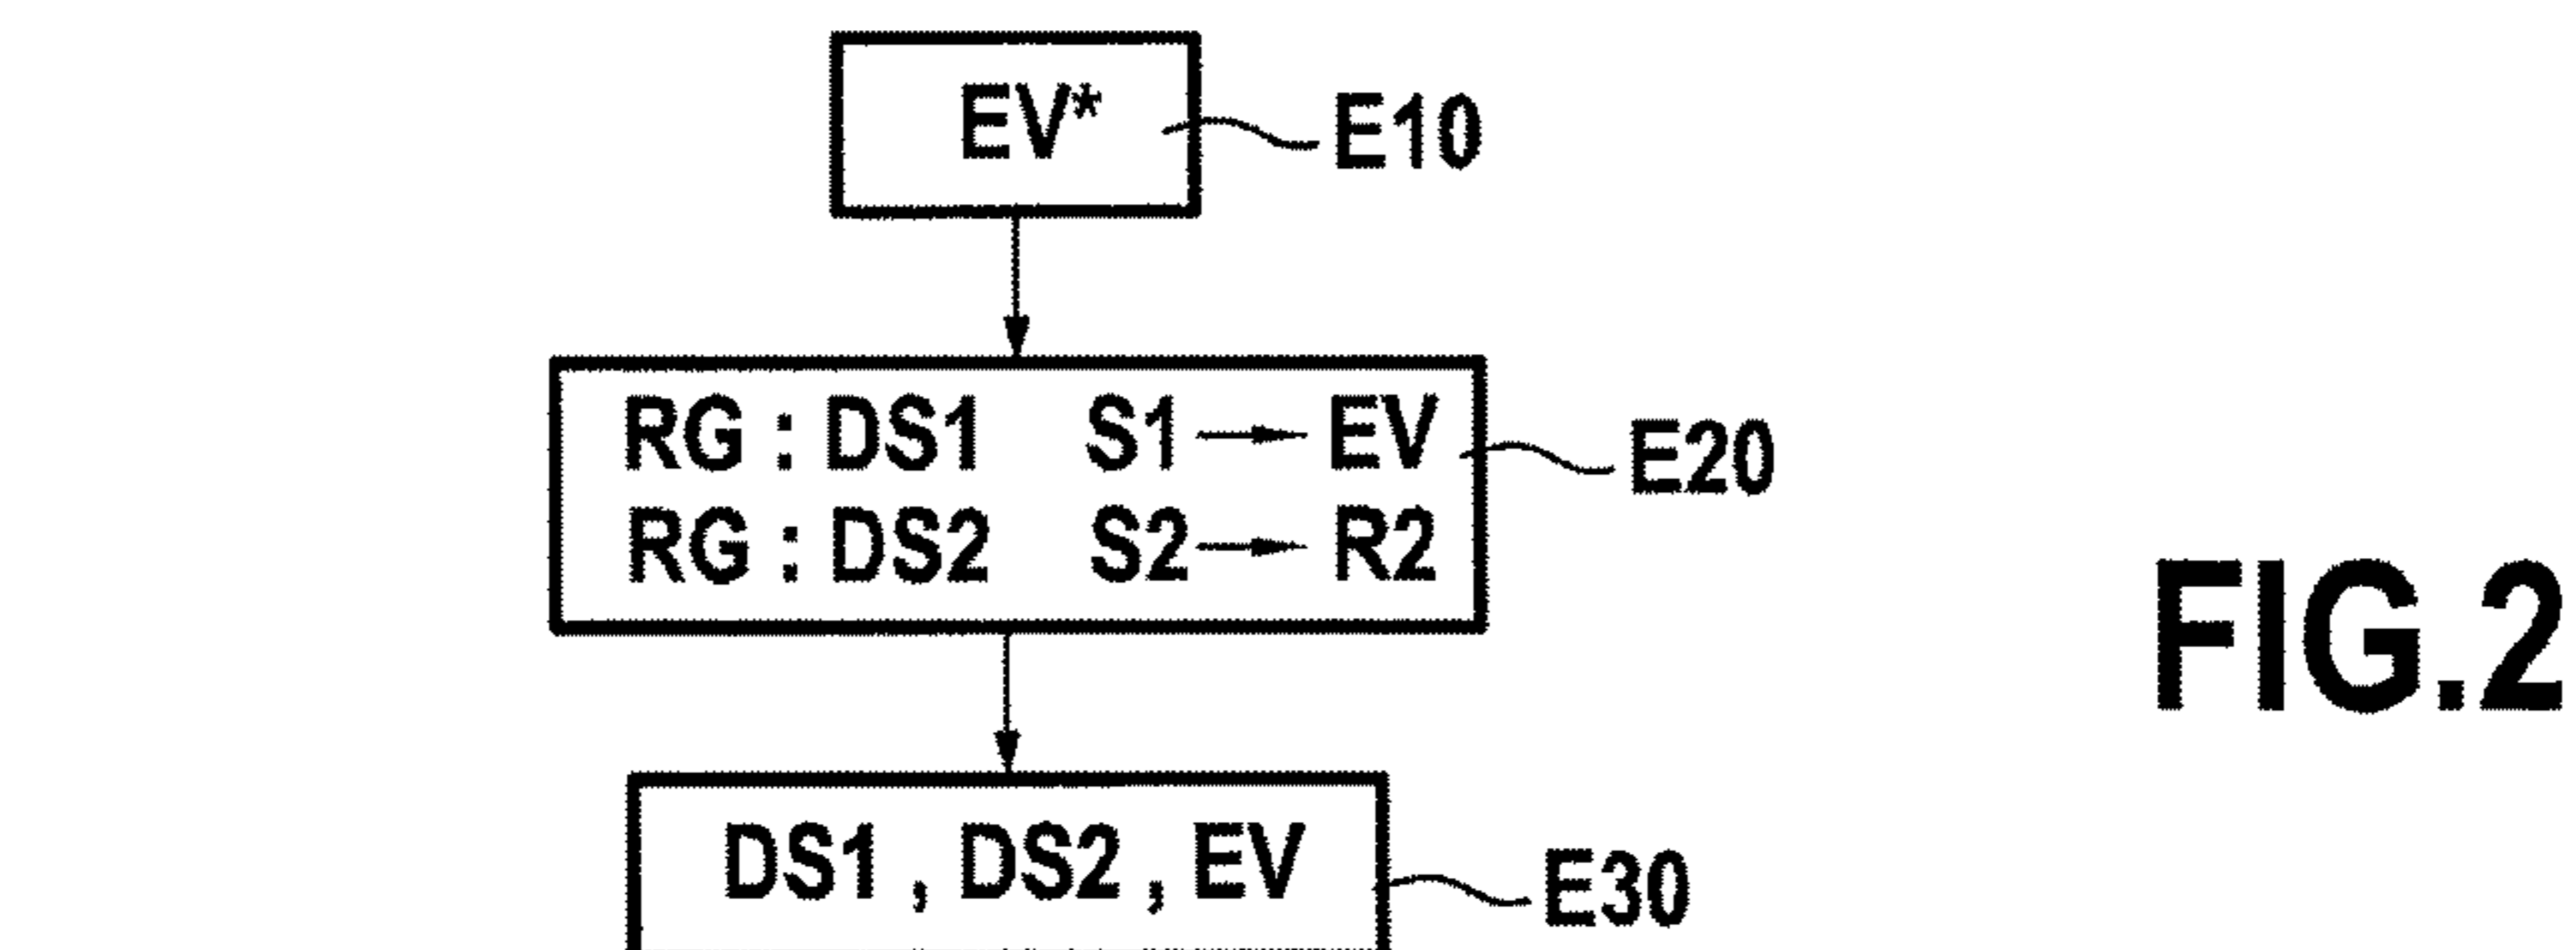 EV* E10
RG : DS1 S1 → EV E20
RG : DS2 S2 → R2
FIG.2
DS1 , DS2 , EV E30